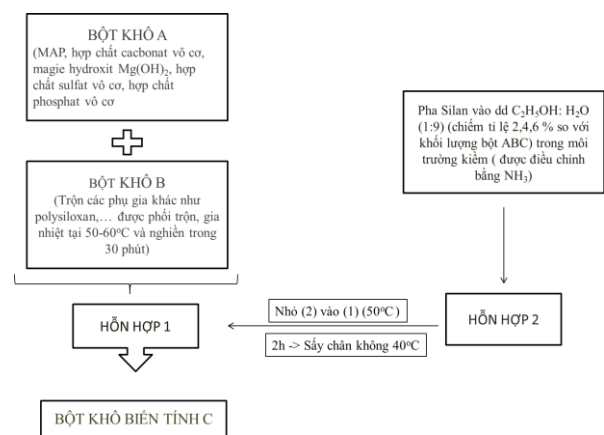 BỘT KHÔ A
(MAP, hợp chất cacbonat vô cơ,
magie hydroxit Mg(OH)₂, hợp
chất sulfat vô cơ, hợp chất
phosphat vô cơ
BỘT KHÔ B
(Trộn các phụ gia khác như
polysiloxan,… được phối trộn, gia
nhiệt tại 50-60°C và nghiền trong
30 phút)
HỖN HỢP 1
BỘT KHÔ BIẾN TÍNH C
Pha Silan vào dd C₂H₅OH: H₂O
(1:9) (chiếm tỉ lệ 2,4,6 % so với
khối lượng bột ABC) trong môi
trường kiềm ( được điều chỉnh
bằng NH₃)
HỖN HỢP 2
Nhỏ (2) vào (1) (50°C )
2h -> Sấy chân không 40°C